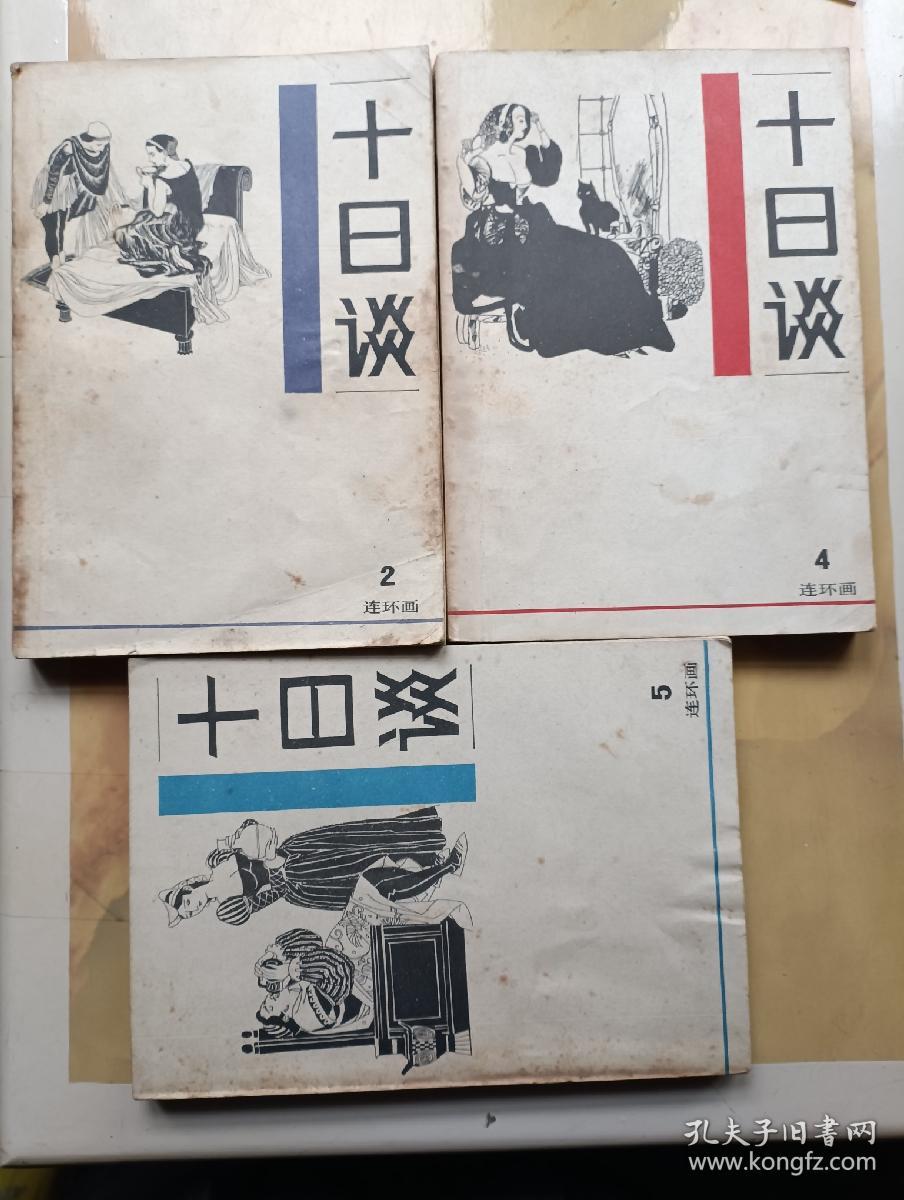 十日谈
2
连环画
十日谈
4
连环画
十日谈
5
连环画
孔夫子旧书网
www.kongfz.com